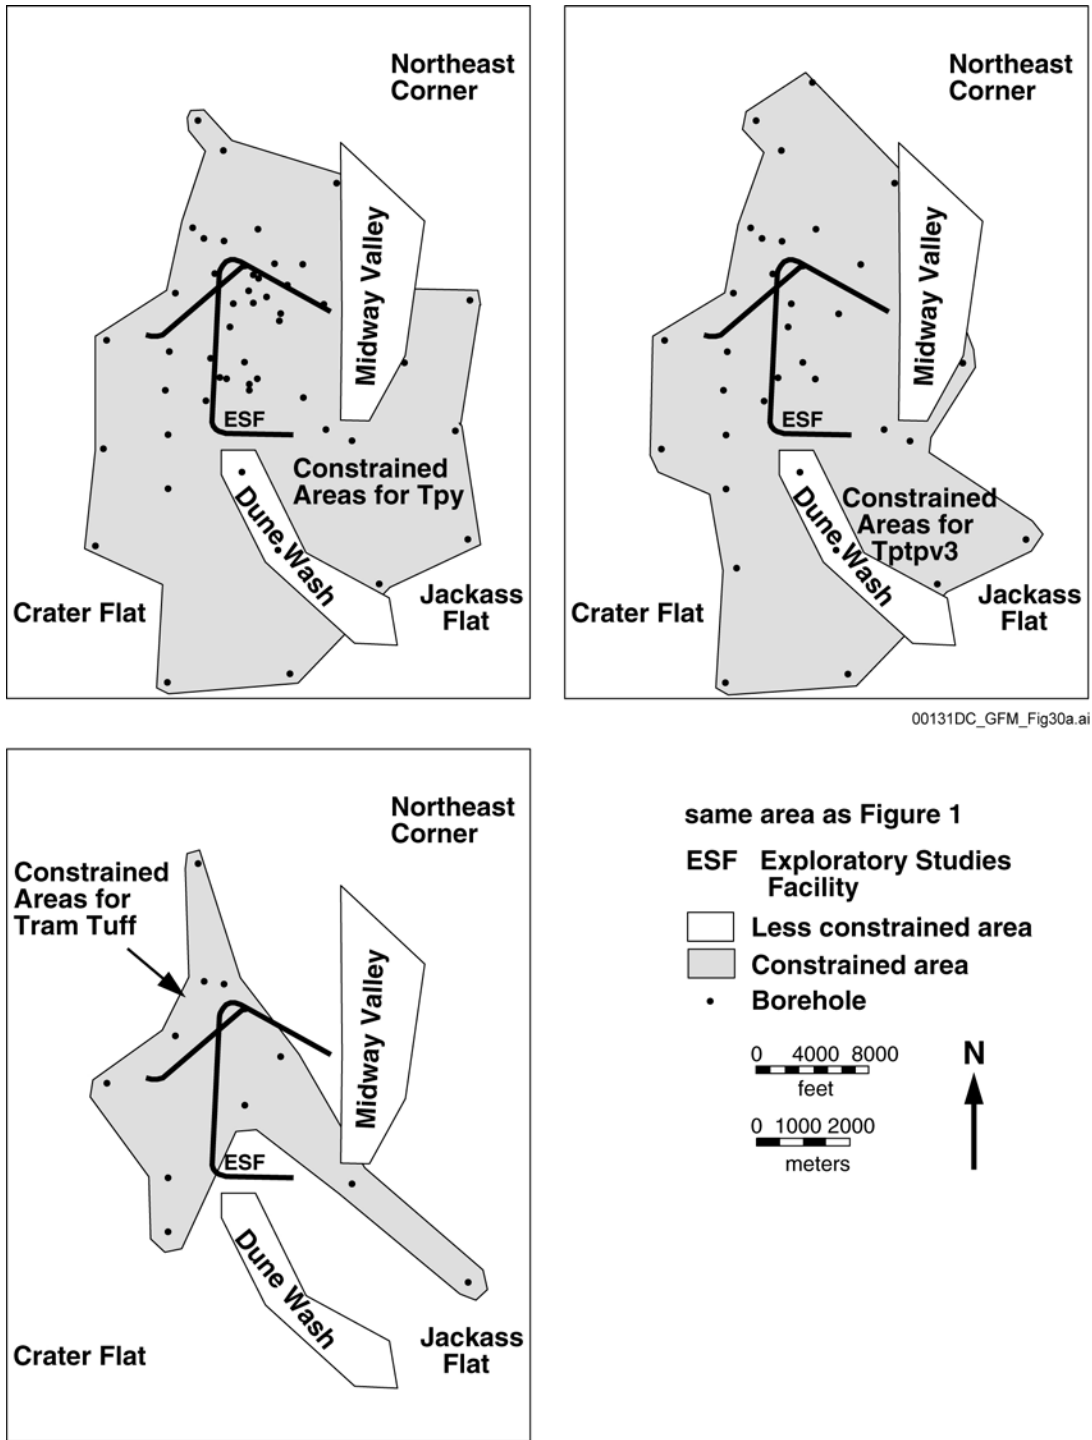 Northeast
Corner
Midway Valley
ESF
Constrained
Areas for Tpy
Dune Wash
Crater Flat
Jackass
Flat
Northeast
Corner
Midway Valley
ESF
Constrained
Areas for
Tptpv3
Dune Wash
Crater Flat
Jackass
Flat
00131DC_GFM_Fig30a.ai
Northeast
Corner
Constrained
Areas for
Tram Tuff
Midway Valley
ESF
Dune Wash
Crater Flat
Jackass
Flat
same area as Figure 1
ESF Exploratory Studies
Facility
Less constrained area
Constrained area
Borehole
0 4000 8000
feet
N
0 1000 2000
meters